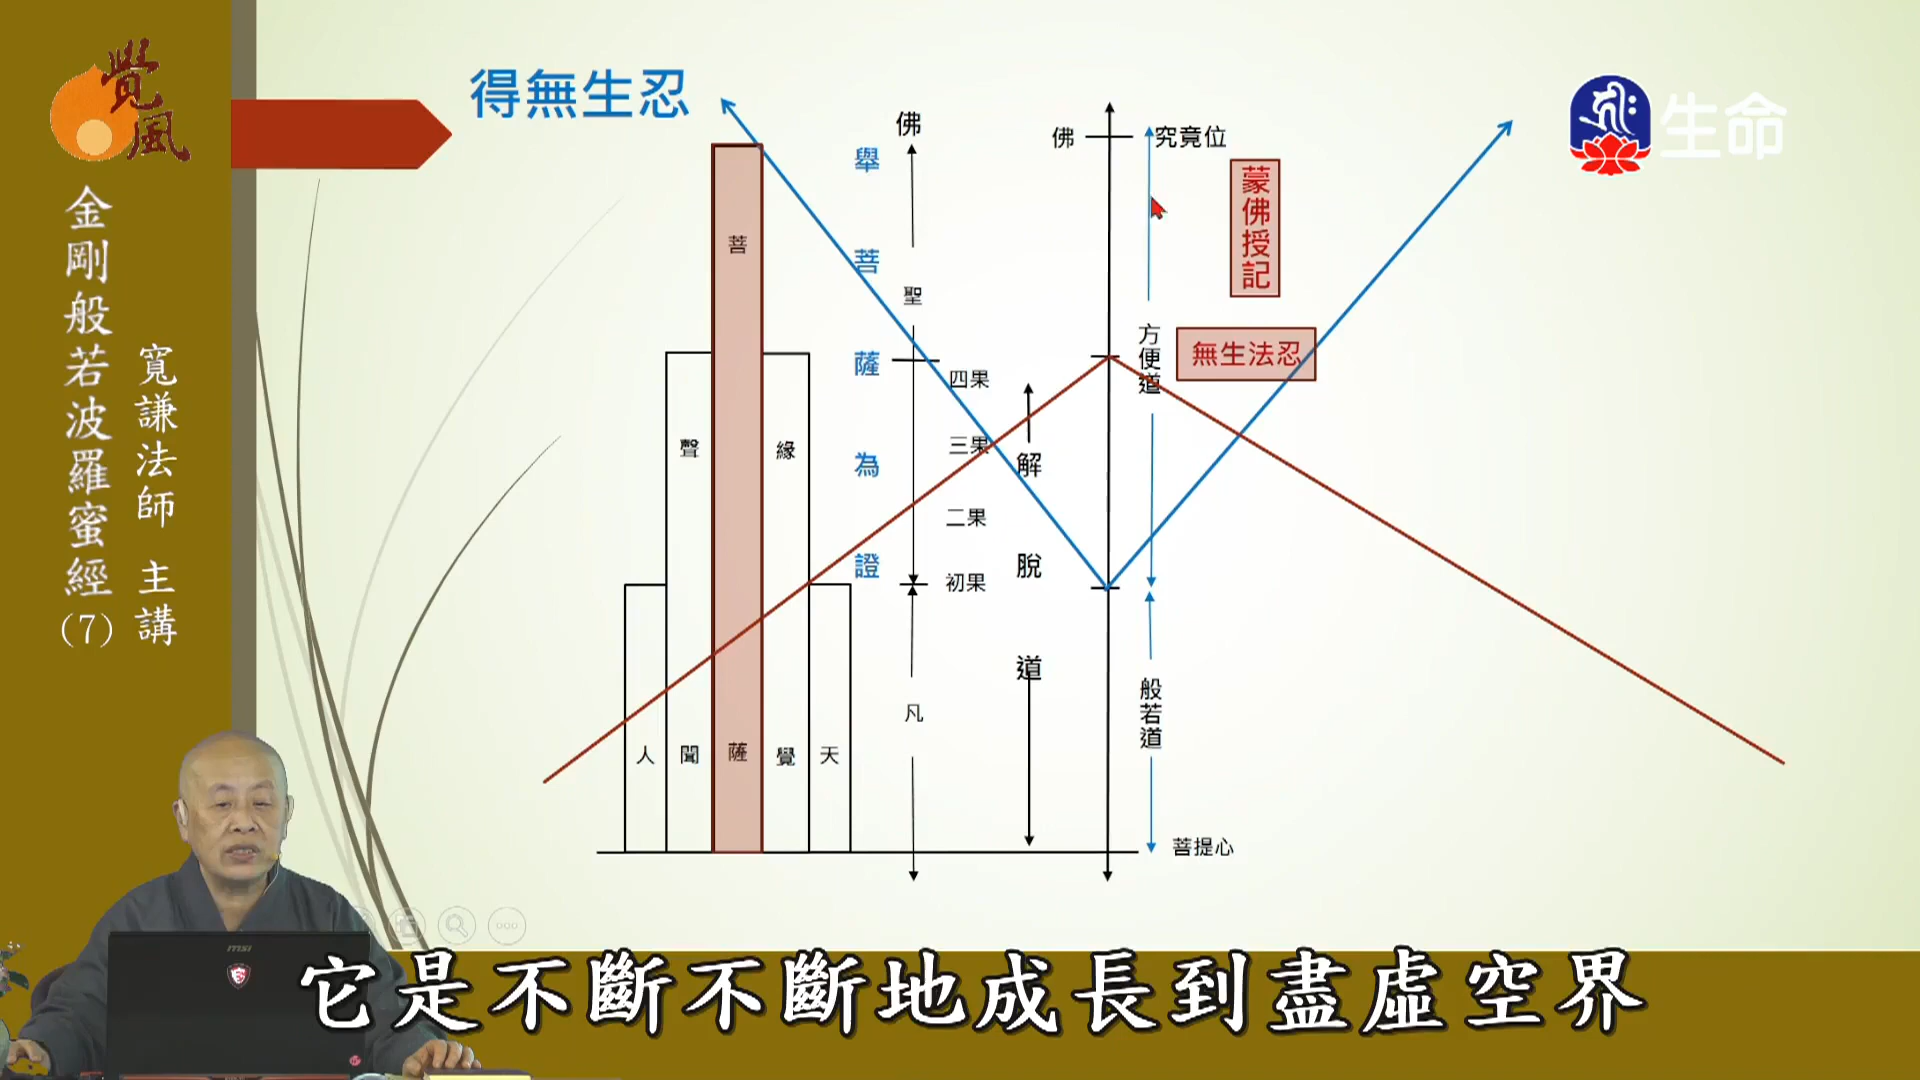 覺風
金剛般若波羅蜜經(7)
寬謙法師 主講
得無生忍
生命
人
聲聞
菩薩
緣覺
天
舉菩薩為證
佛
聖
凡
四果
三果
二果
初果
解脫道
佛
究竟位
方便道
般若道
菩提心
蒙佛授記
無生法忍
msi
它是不斷不斷地成長到盡虛空界